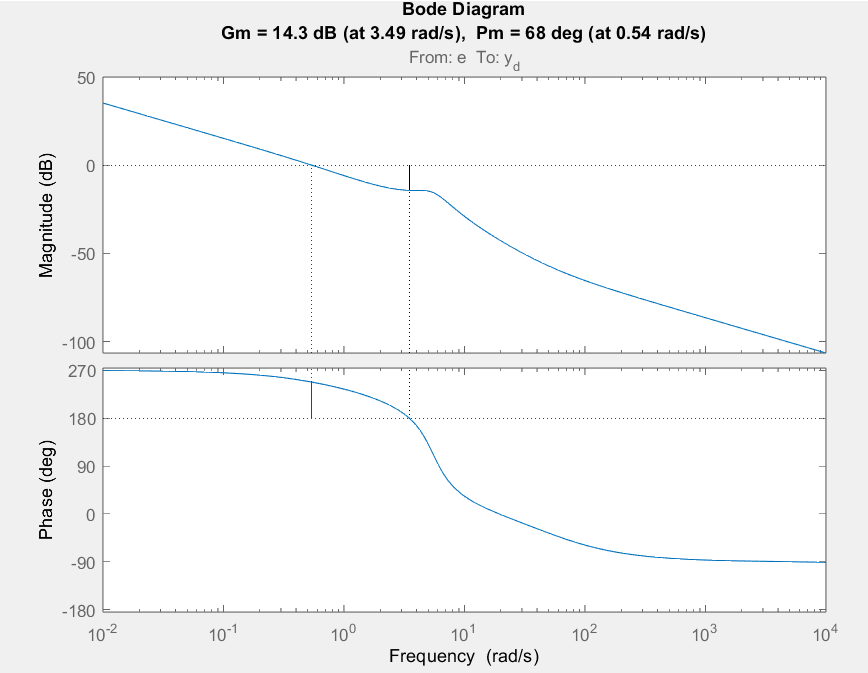 Bode Diagram
Gm = 14.3 dB (at 3.49 rad/s), Pm = 68 deg (at 0.54 rad/s)
From: e To: y_d
50
0
-50
-100
Magnitude (dB)
270
180
90
0
-90
-180
Phase (deg)
10^-2 10^-1 10^0 10^1 10^2 10^3 10^4
Frequency (rad/s)